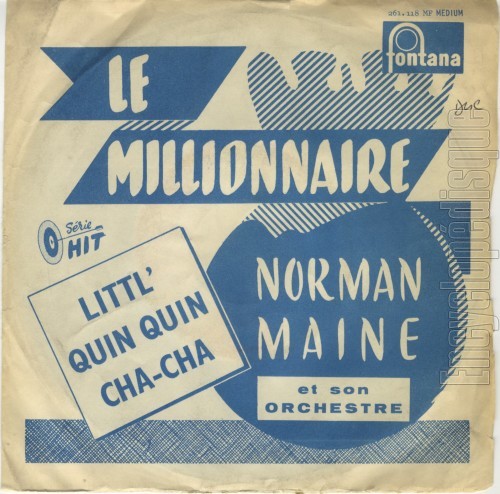 261.118 MF MEDIUM
fontana
LE
MILLIONNAIRE
Série
HIT
LITTL'
QUIN QUIN
CHA-CHA
NORMAN
MAINE
et son
ORCHESTRE
Encyclopédisque